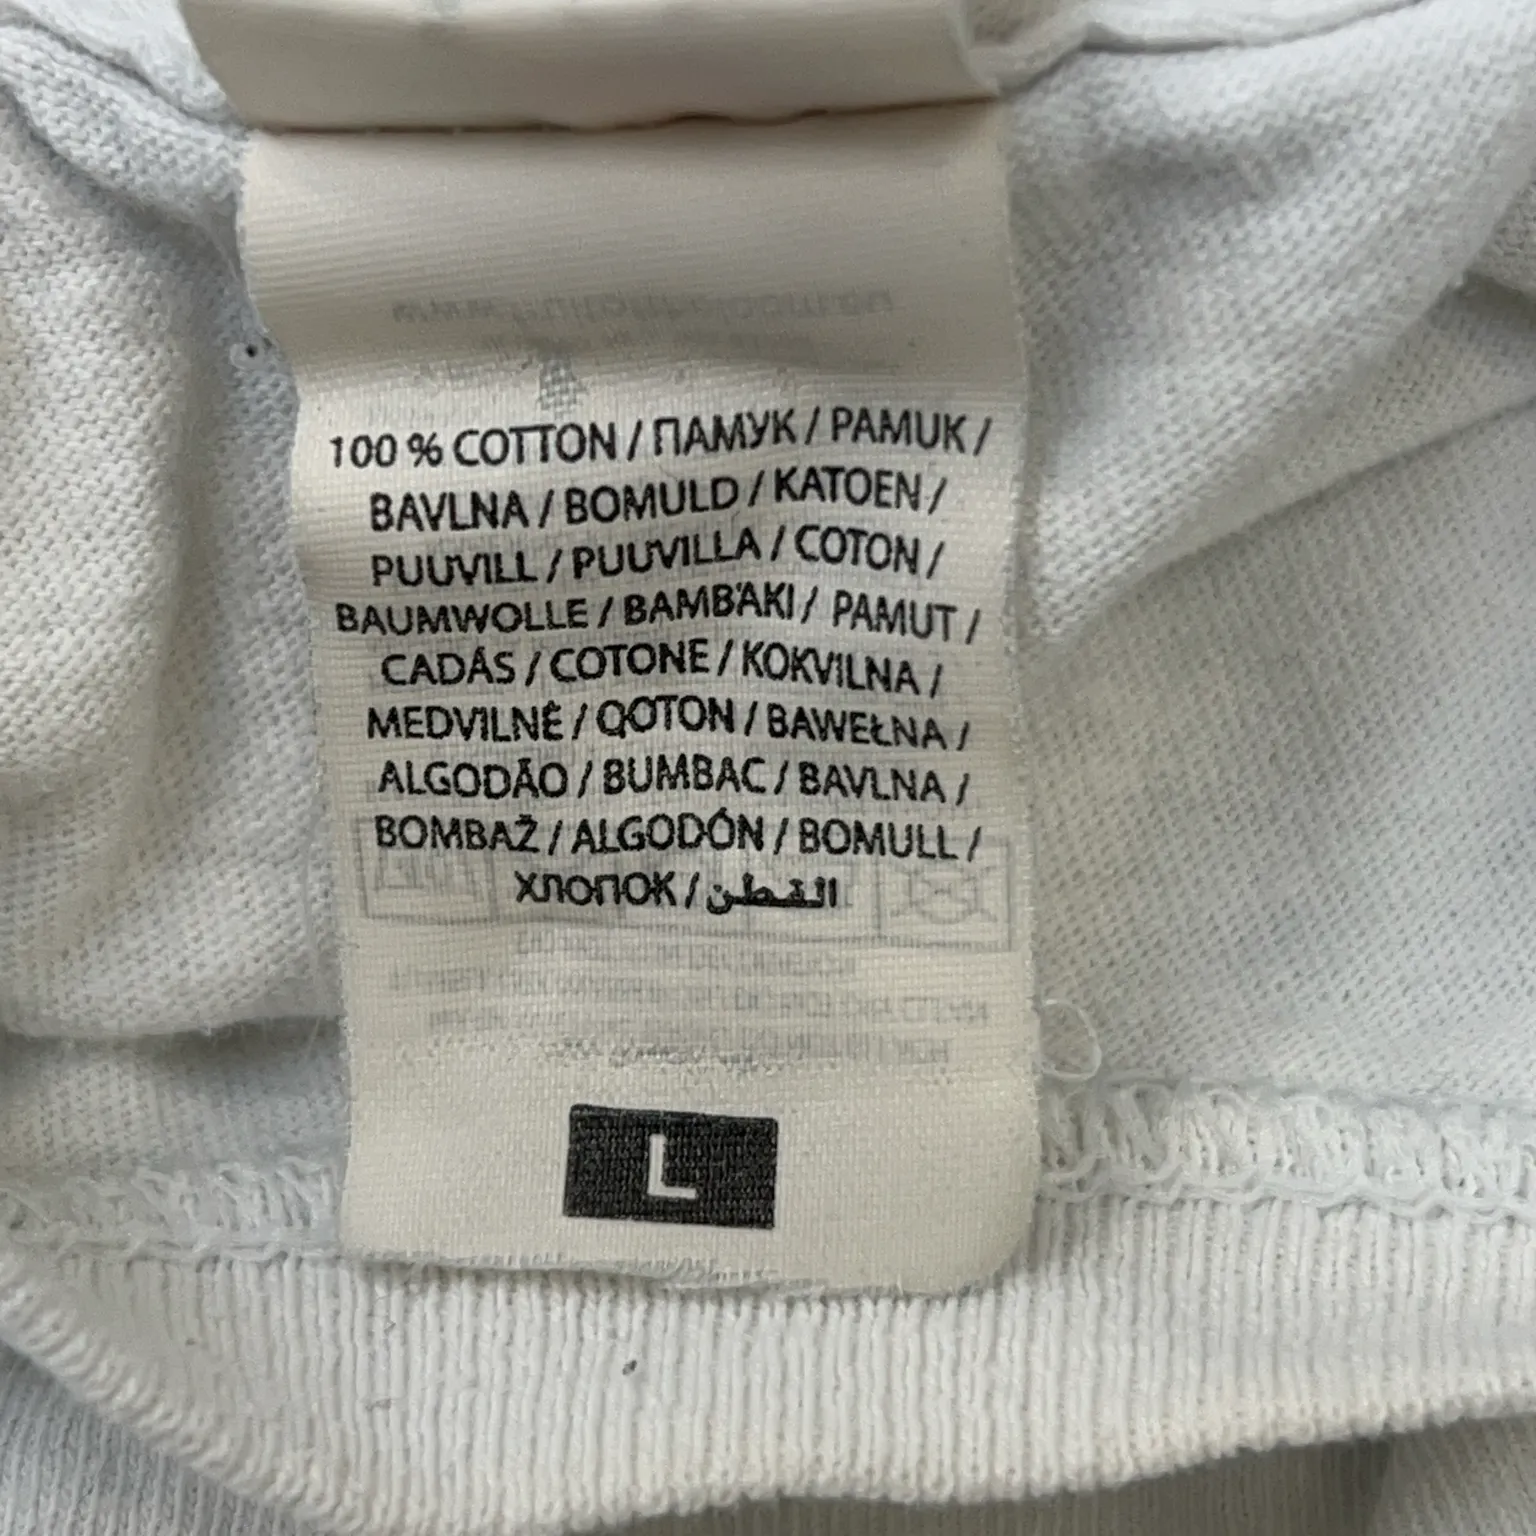 100 % COTTON / ПАМУК / PAMUK /
BAVLNA / BOMULD / KATOEN /
PUUVILL / PUUVILLA / COTON /
BAUMWOLLE / BAMBAKI / PAMUT /
CADÁS / COTONE / KOKVILNA /
MEDVILNĖ / QOTON / BAWEŁNA /
ALGODÃO / BUMBAC / BAVLNA /
BOMBAŽ / ALGODÓN / BOMULL /
ХЛОПОК / القطن
L